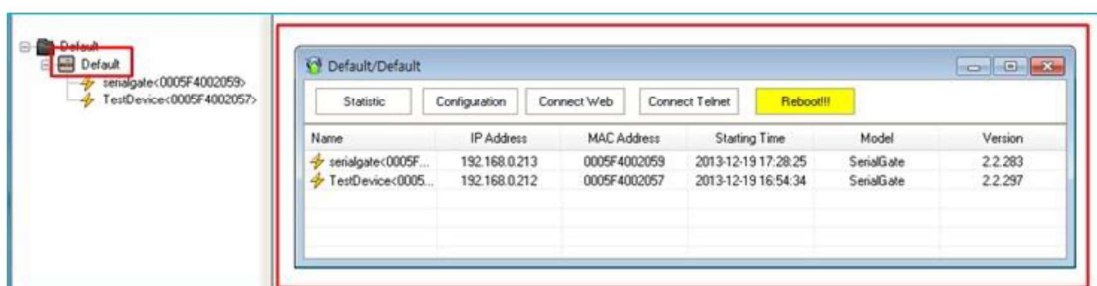 Default
Default
serialgate<0005F4002059>
TestDevice<0005F4002057>
Default/Default
Statistic Configuration Connect Web Connect Telnet Reboot!!!
Name IP Address MAC Address Starting Time Model Version
serialgate<0005F... 192.168.0.213 0005F4002059 2013-12-19 17:28:25 SerialGate 2.2.283
TestDevice<0005... 192.168.0.212 0005F4002057 2013-12-19 16:54:34 SerialGate 2.2.297